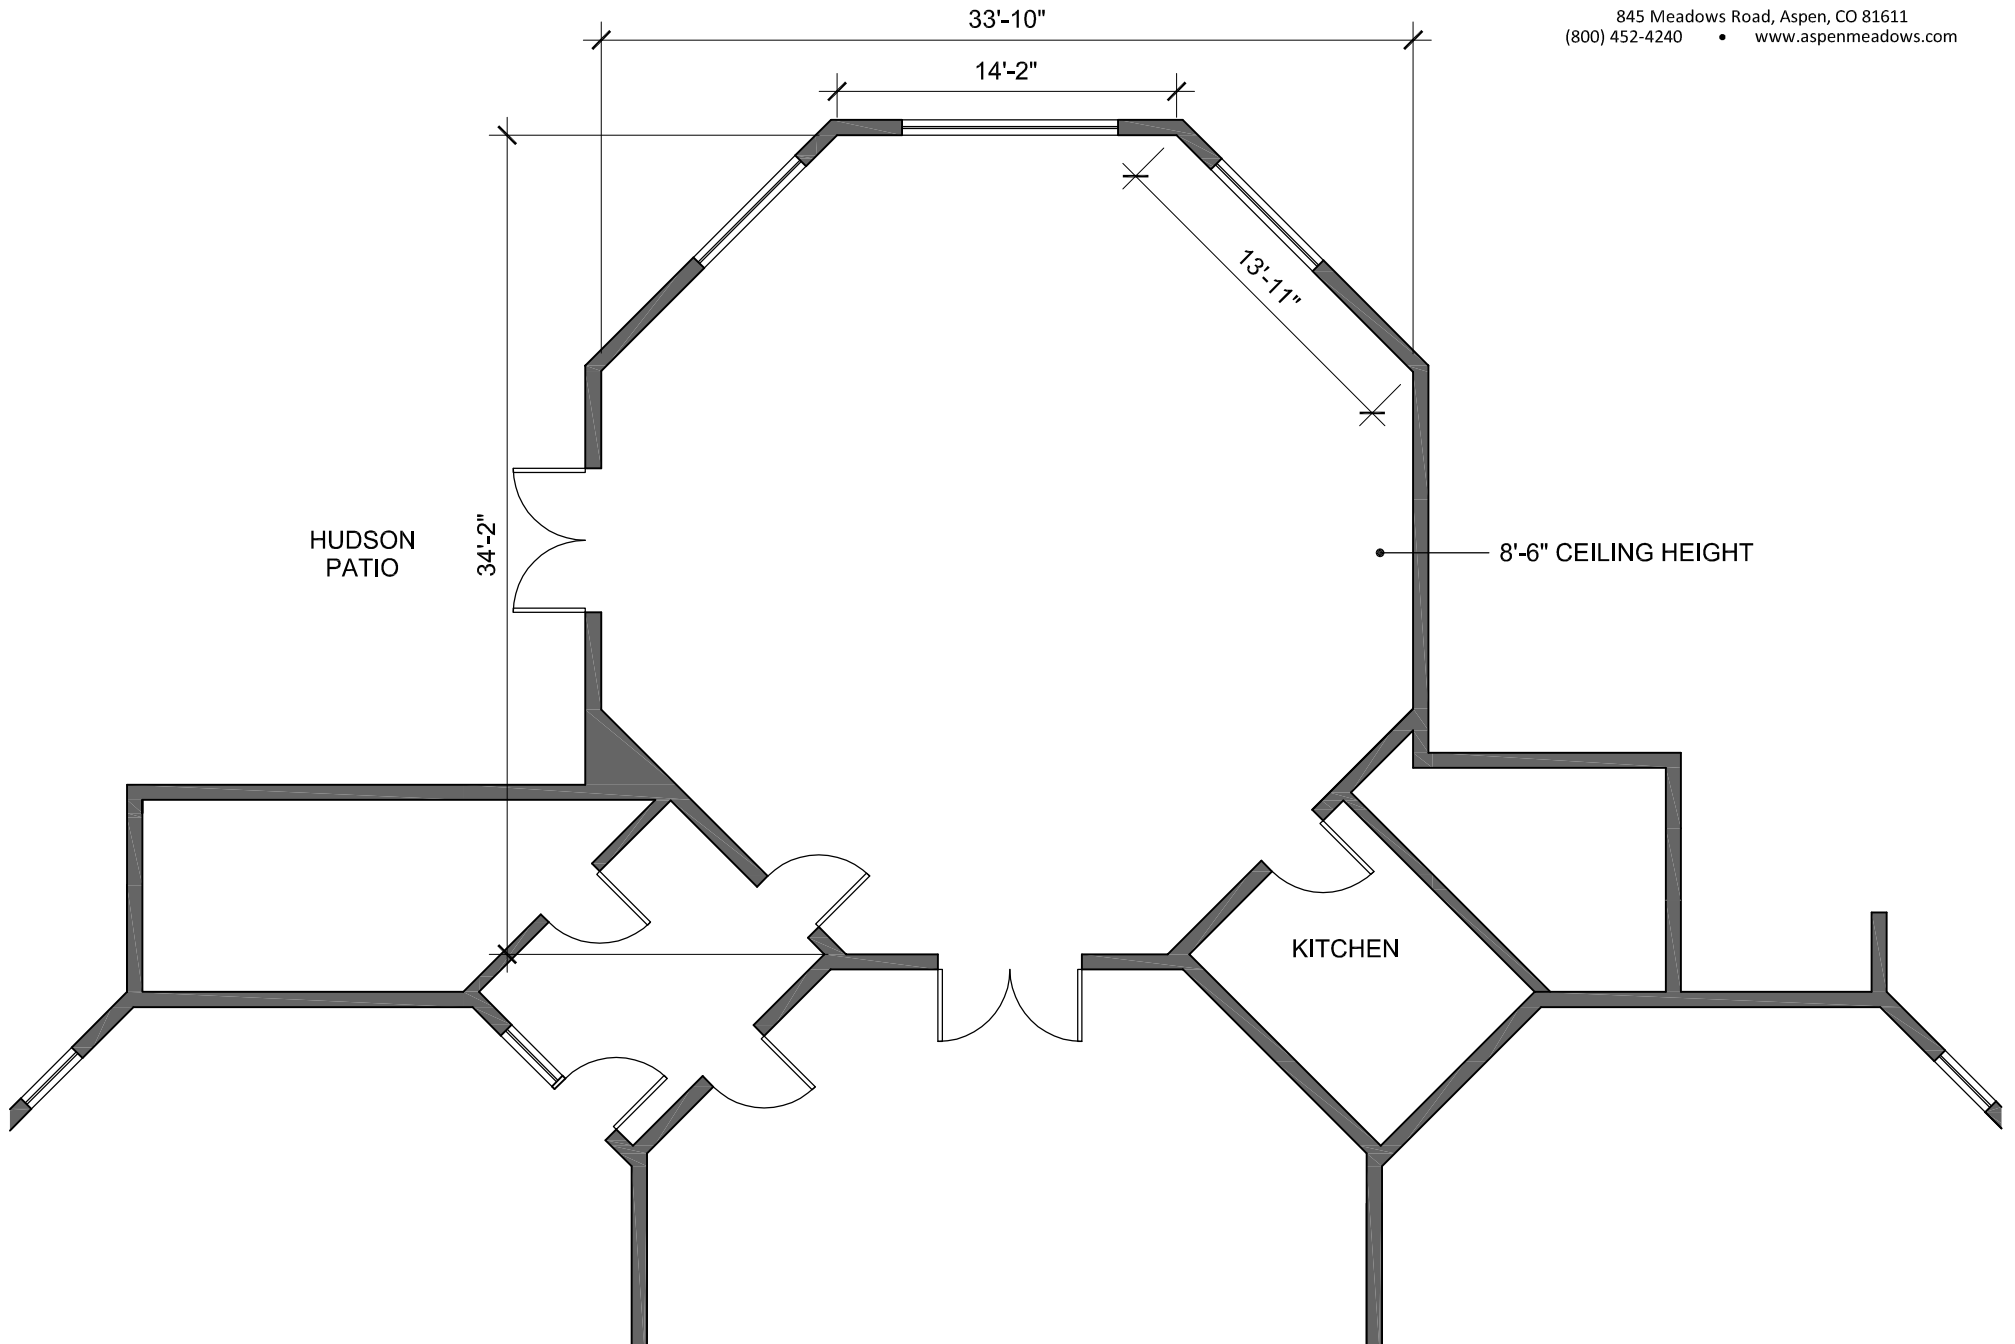 33'-10"
845 Meadows Road, Aspen, CO 81611
(800) 452-4240 • www.aspenmeadows.com
14'-2"
13'-11"
34'-2"
HUDSON
PATIO
8'-6" CEILING HEIGHT
KITCHEN